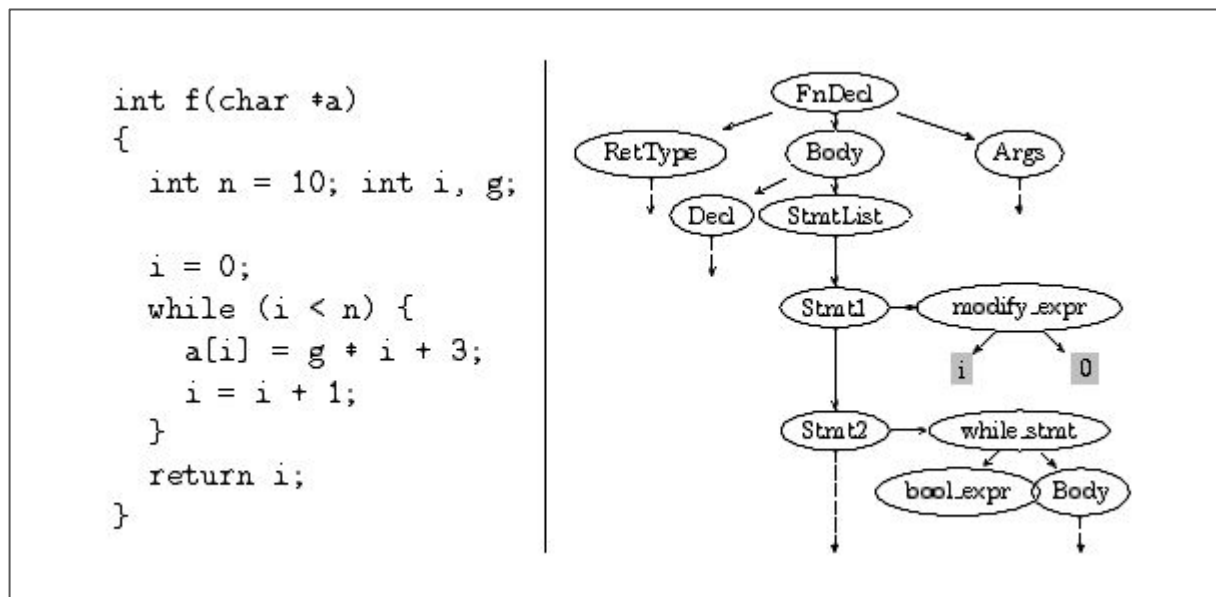 int f(char *a)
{
int n = 10; int i, g;
i = 0;
while (i < n) {
a[i] = g * i + 3;
i = i + 1;
}
return i;
}
FnDecl
RetType Body Args
Decl StmtList
Stmt1 modify_expr
i 0
Stmt2 while_stmt
bool_expr Body